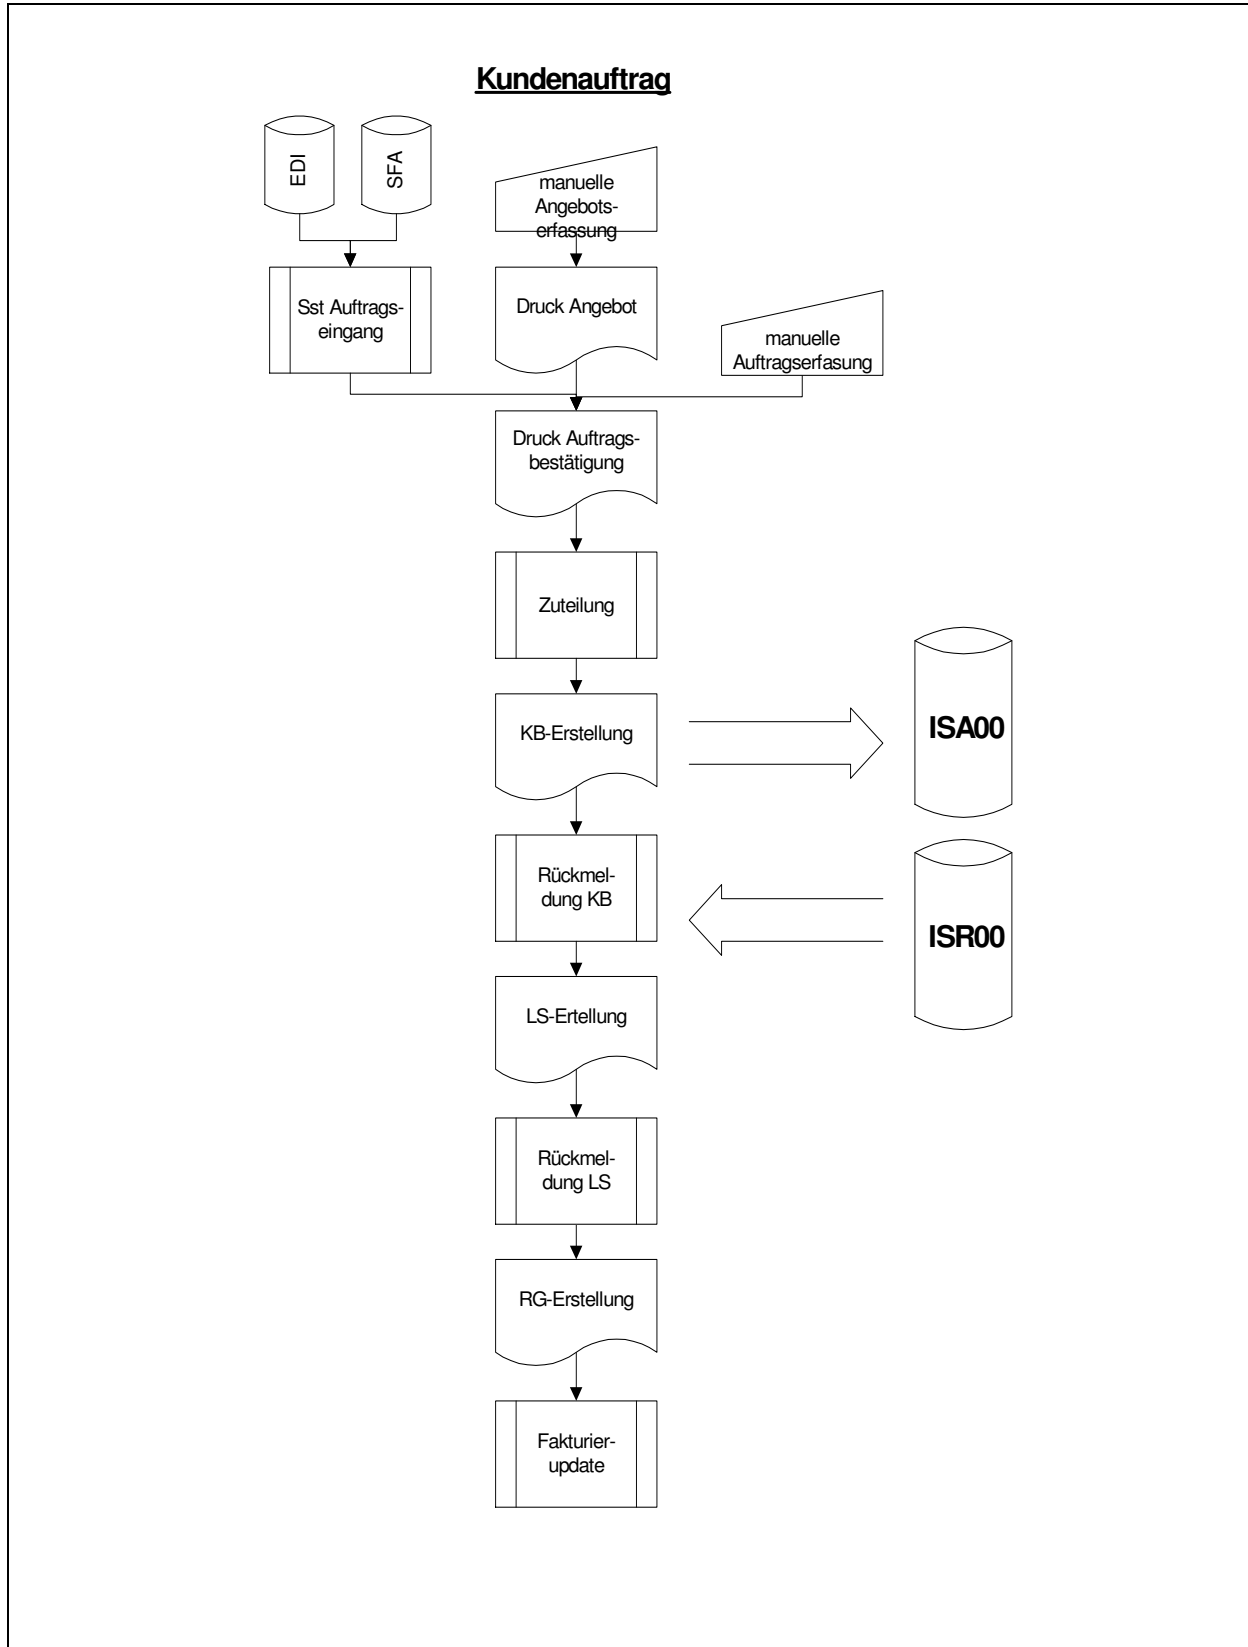 Kundenauftrag
EDI
SFA
manuelle
Angebots-
erfassung
Sst Auftrags-
eingang
Druck Angebot
manuelle
Auftragserfasung
Druck Auftrags-
bestätigung
Zuteilung
KB-Erstellung
ISA00
Rückmel-
dung KB
ISR00
LS-Ertellung
Rückmel-
dung LS
RG-Erstellung
Fakturier-
update